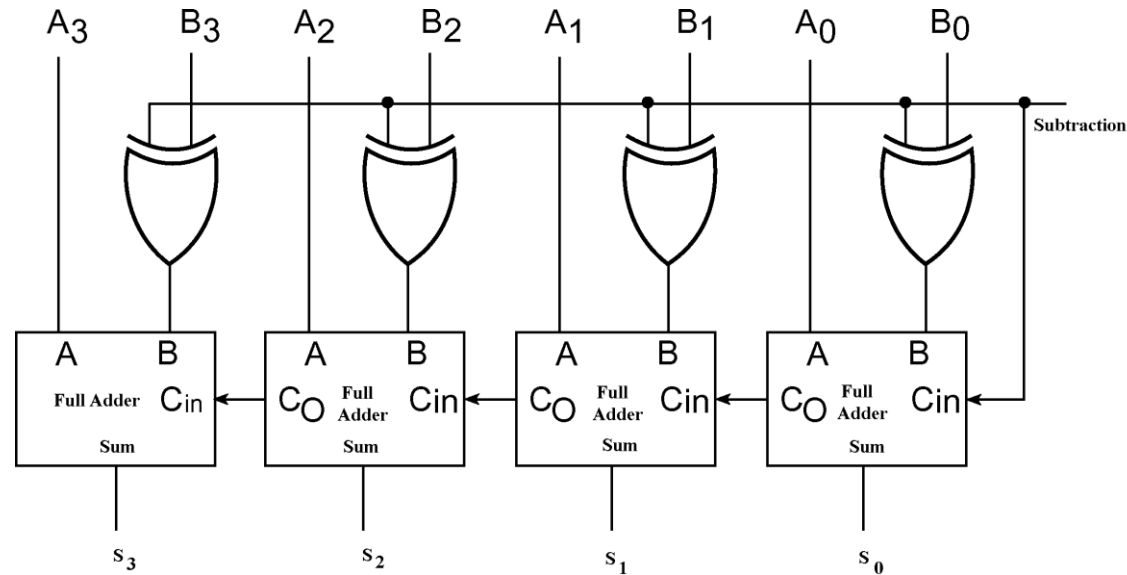 A3 B3 A2 B2 A1 B1 A0 B0
Subtraction
A B A B A B A B
Full Adder Cin CO Full Adder Cin CO Full Adder Cin CO Full Adder Cin
Sum Sum Sum Sum
s3 s2 s1 s0